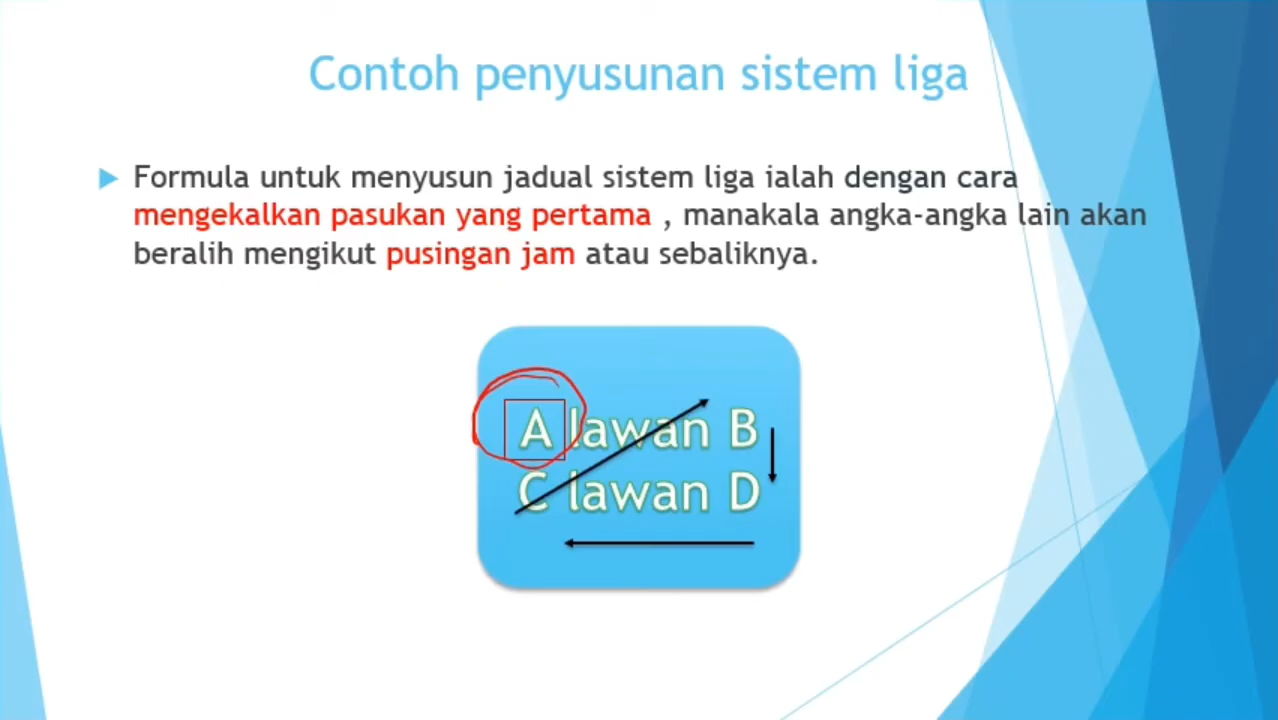 Contoh penyusunan sistem liga
Formula untuk menyusun jadual sistem liga ialah dengan cara
mengekalkan pasukan yang pertama , manakala angka-angka lain akan
beralih mengikut pusingan jam atau sebaliknya.
A lawan B
C lawan D